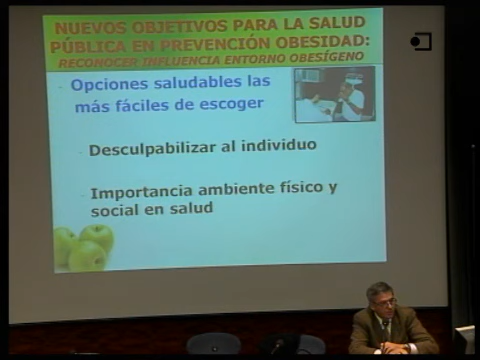 NUEVOS OBJETIVOS PARA LA SALUD
PÚBLICA EN PREVENCIÓN OBESIDAD:
RECONOCER INFLUENCIA ENTORNO OBESÍGENO
- Opciones saludables las
más fáciles de escoger
- Desculpabilizar al individuo
- Importancia ambiente físico y
social en salud